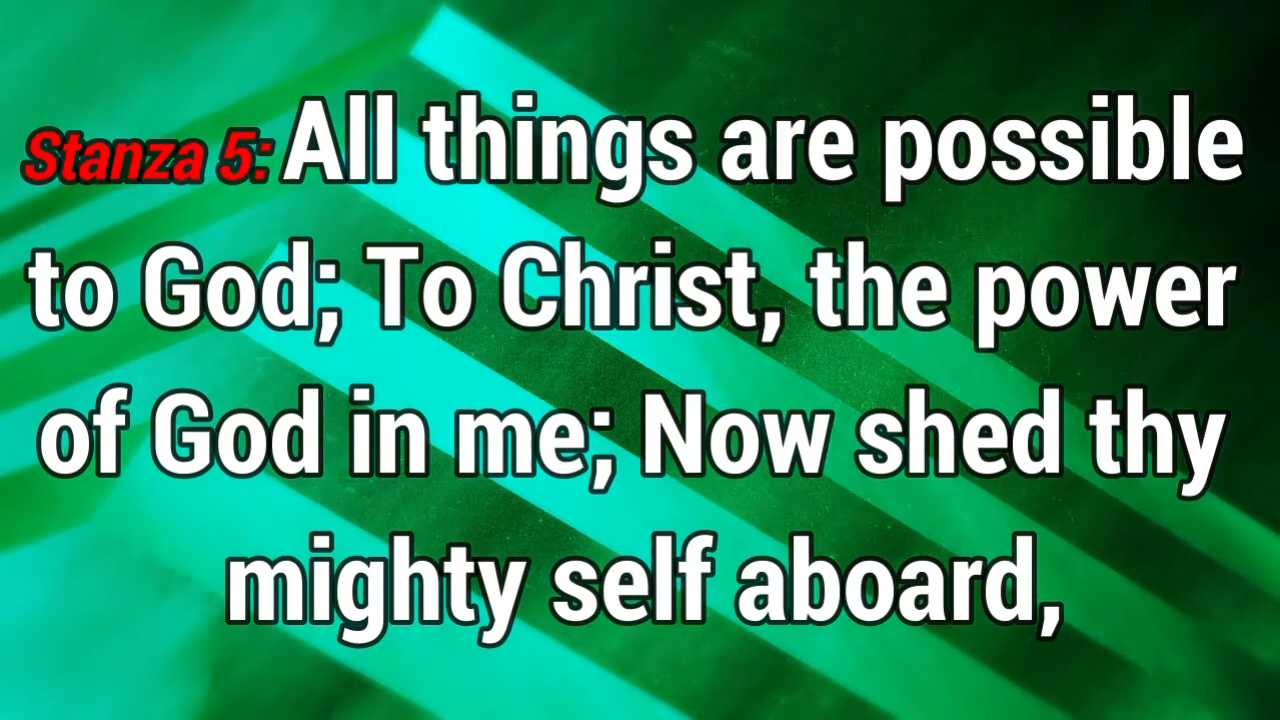 Stanza 5: All things are possible
to God; To Christ, the power
of God in me; Now shed thy
mighty self aboard,